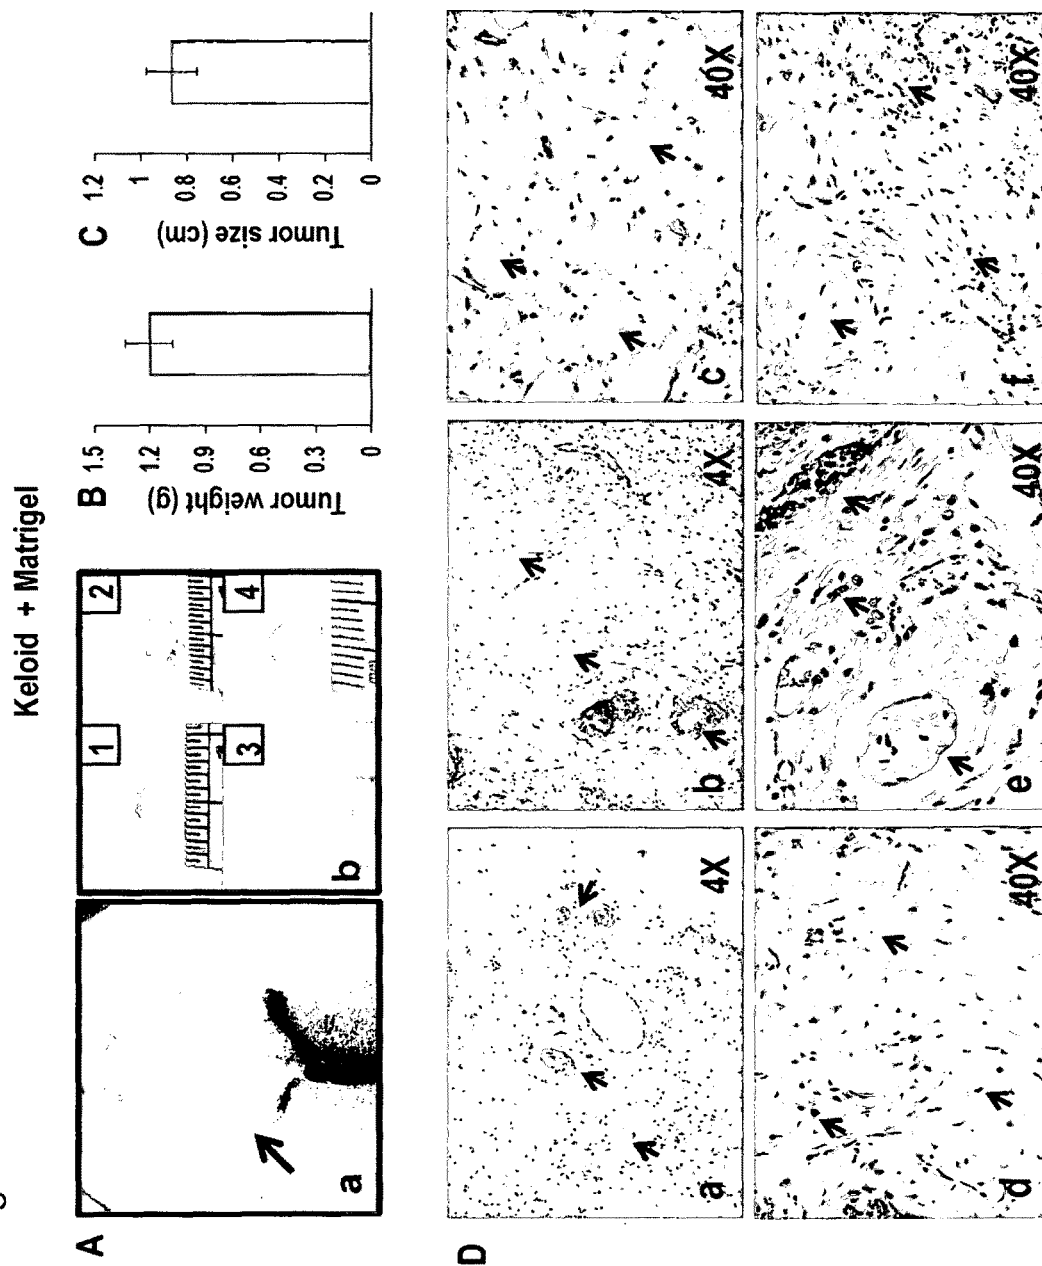 Keloid + Matrigel
A
a
b
1
2
3
4
B
Tumor weight (g)
1.5
1.2
0.9
0.6
0.3
0
C
Tumor size (cm)
1.2
1
0.8
0.6
0.4
0.2
0
D
a
4X
b
4X
c
40X
d
40X
e
40X
f
40X